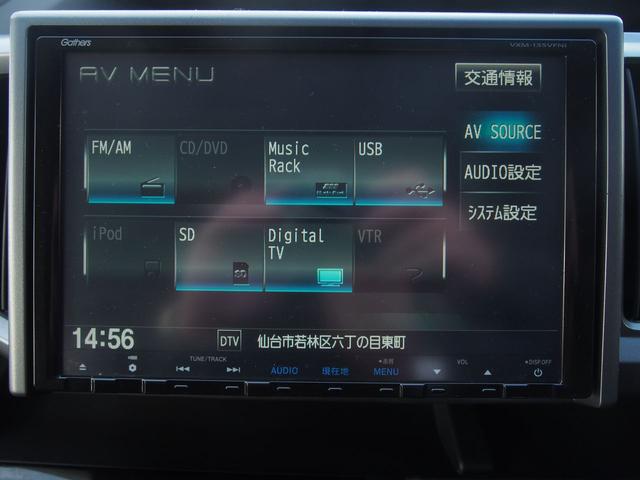 Gathers
VXM-155VFNi
AV MENU
交通情報
FM/AM
CD/DVD
Music Rack
USB
AV SOURCE
AUDIO設定
システム設定
iPod
SD
Digital TV
VTR
14:56
DTV
仙台市若林区六丁の目東町
TUNE/TRACK
AUDIO
現在地
MENU
VOL
DISP OFF